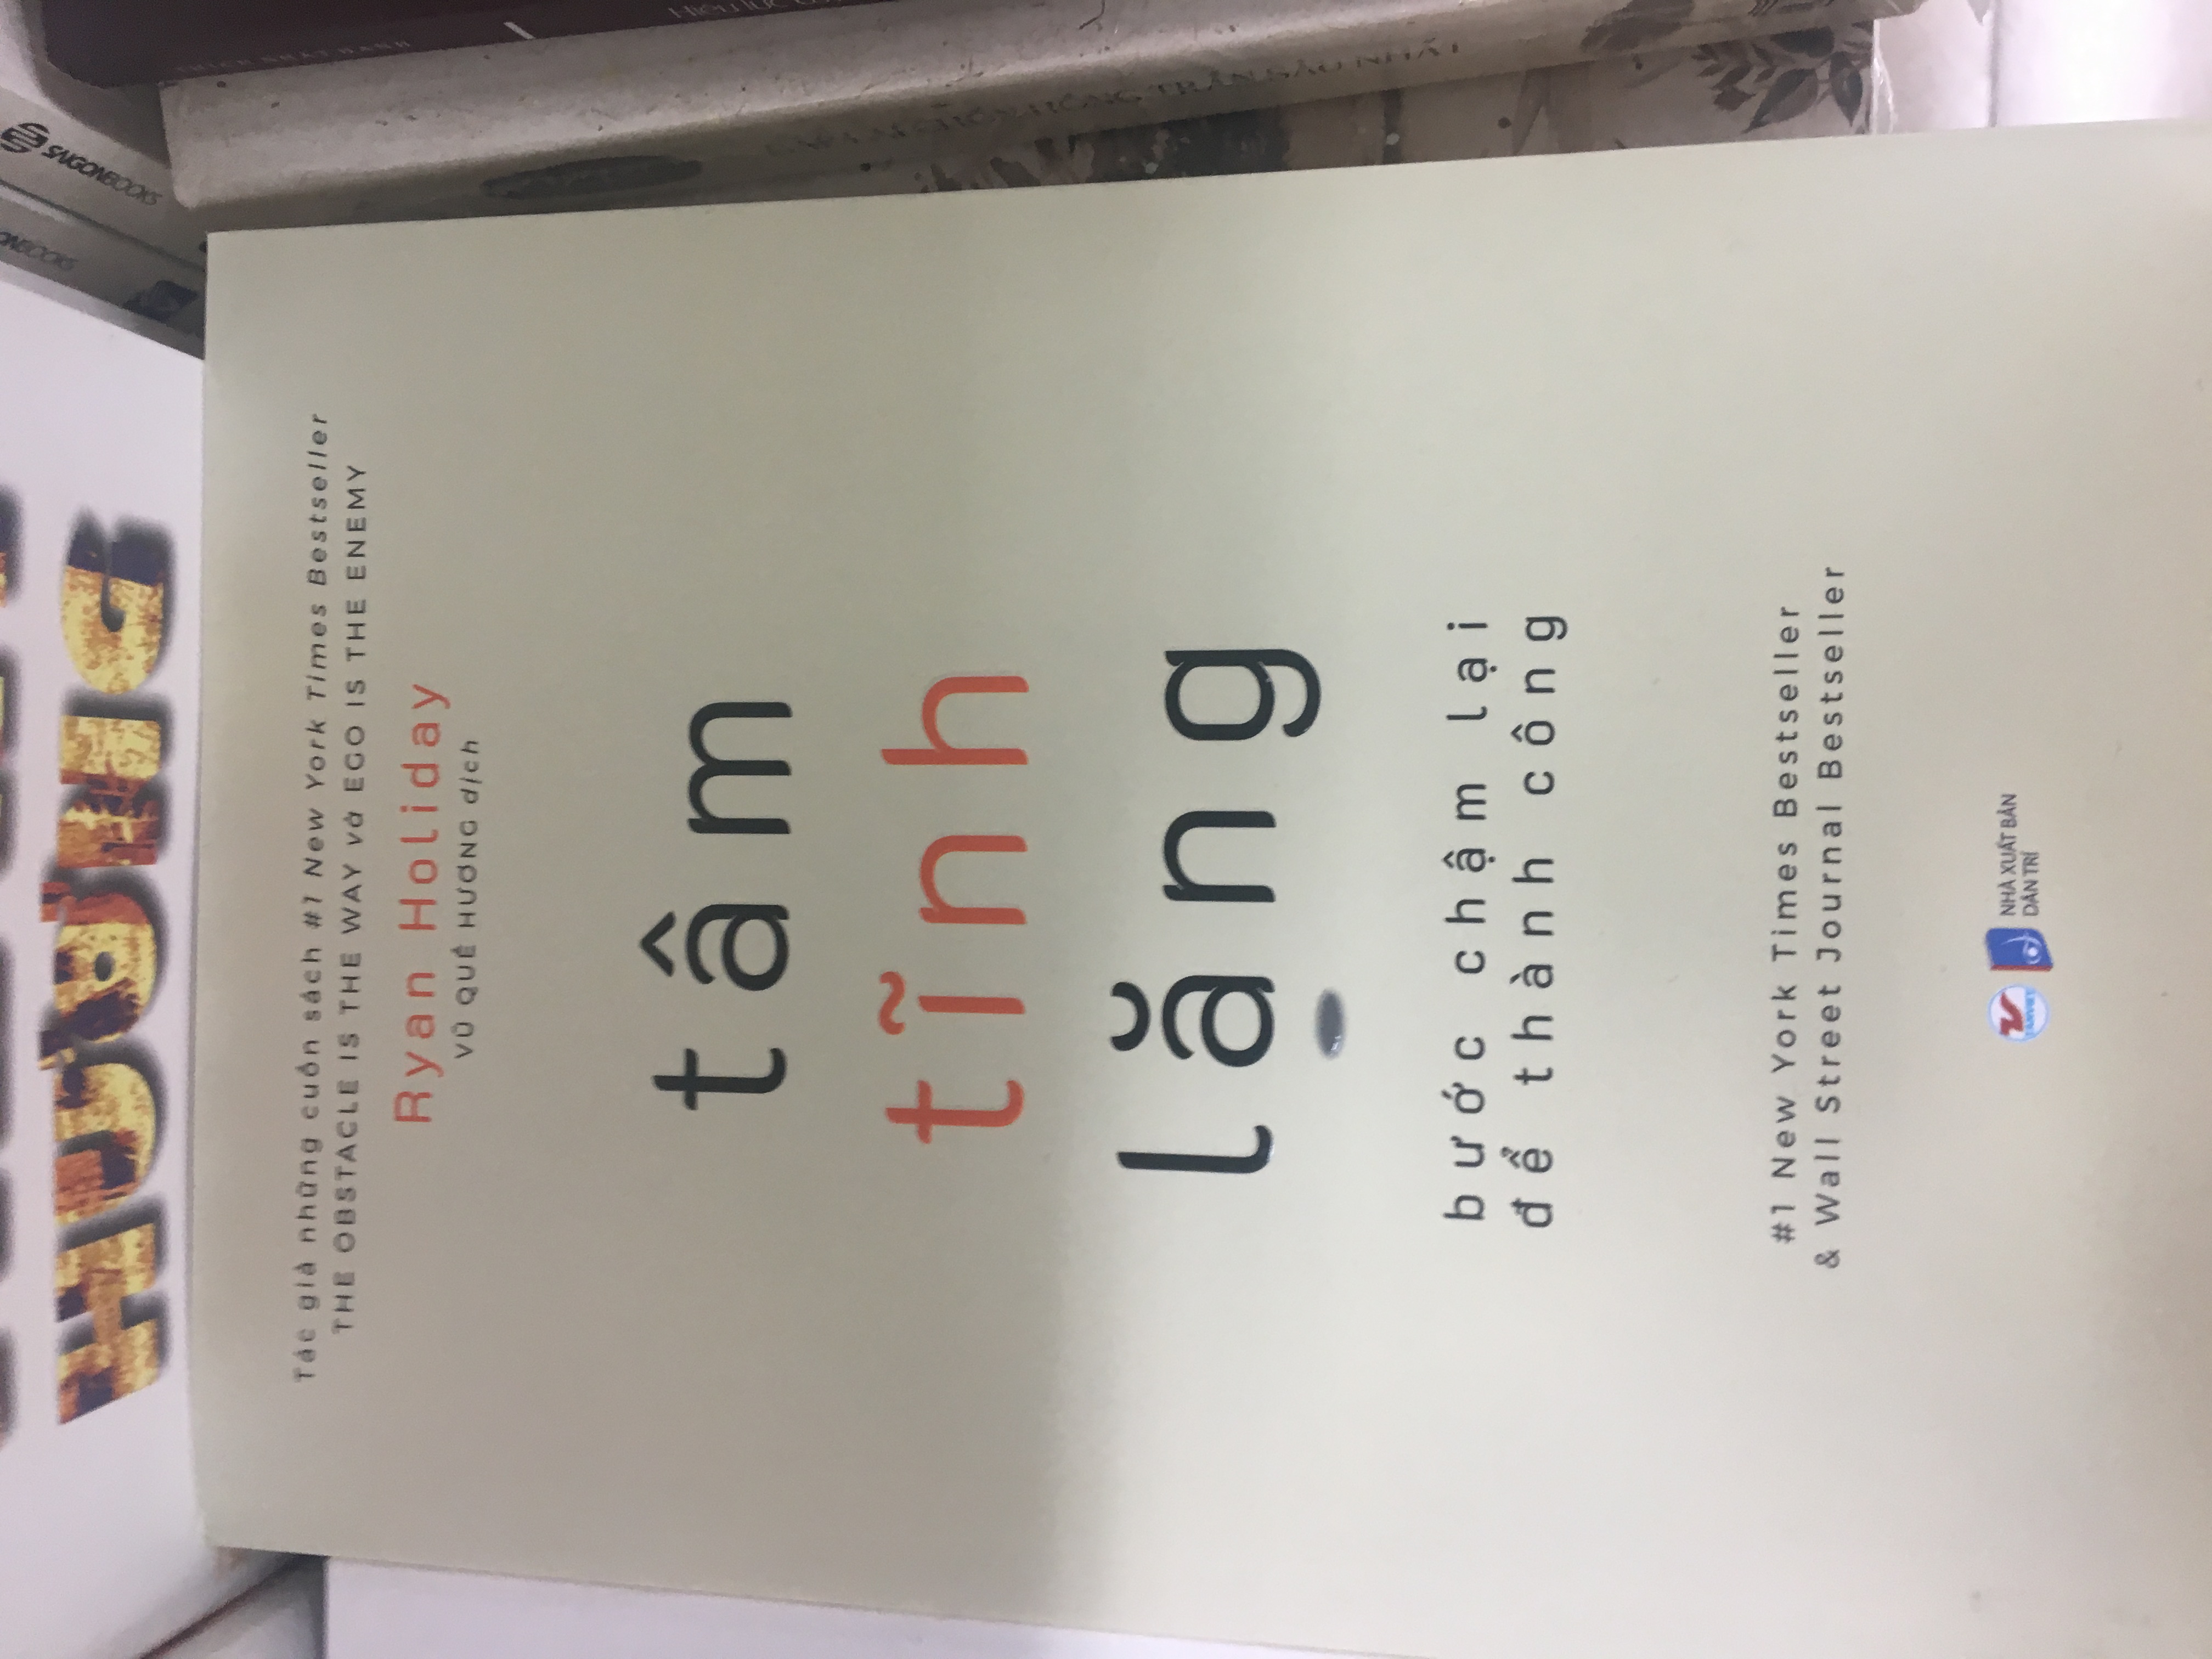 HƯƠNG
SAIGONBOOKS
Tác giả những cuốn sách #1 New York Times Bestseller
THE OBSTACLE IS THE WAY và EGO IS THE ENEMY
Ryan Holiday
VŨ QUẾ HƯƠNG dịch
tâm
tĩnh
lặng
bước chậm lại
để thành công
#1 New York Times Bestseller
& Wall Street Journal Bestseller
TANVIET
NHÀ XUẤT BẢN
DÂN TRÍ